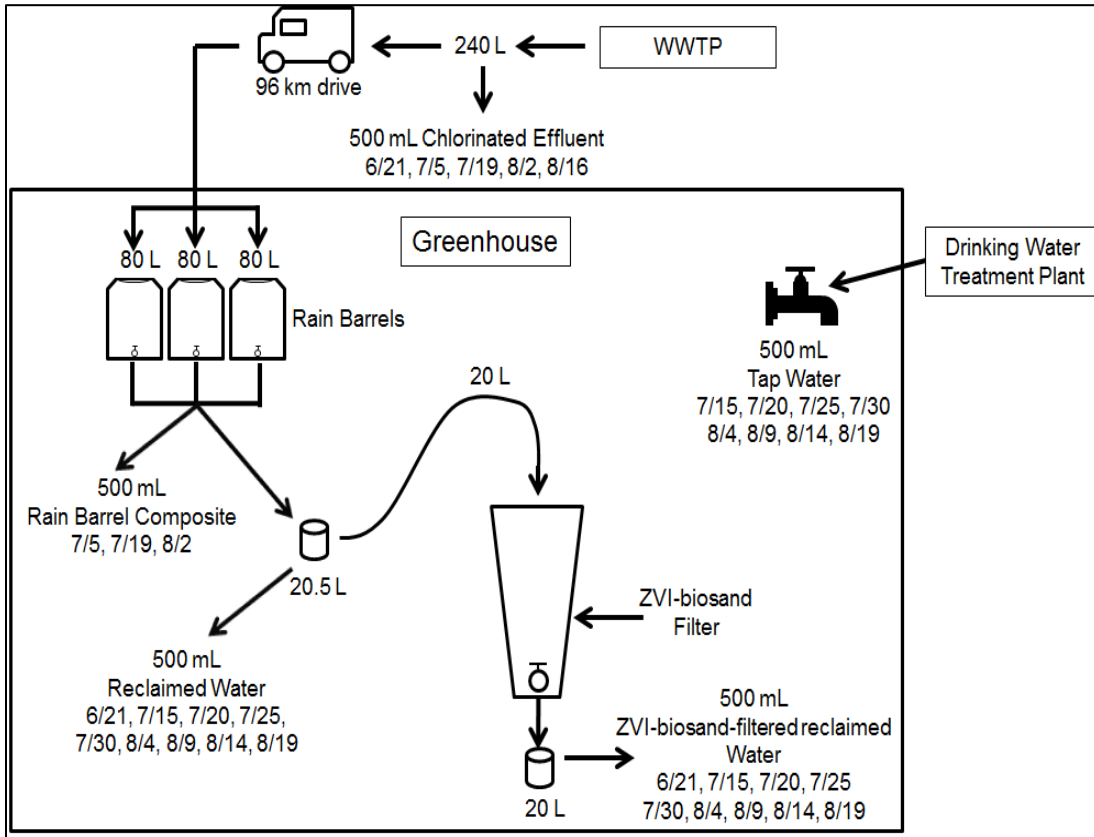 WWTP
240 L
96 km drive
500 mL Chlorinated Effluent
6/21, 7/5, 7/19, 8/2, 8/16
Greenhouse
80 L 80 L 80 L
Rain Barrels
Drinking Water
Treatment Plant
500 mL
Tap Water
7/15, 7/20, 7/25, 7/30
8/4, 8/9, 8/14, 8/19
20 L
500 mL
Rain Barrel Composite
7/5, 7/19, 8/2
20.5 L
500 mL
Reclaimed Water
6/21, 7/15, 7/20, 7/25,
7/30, 8/4, 8/9, 8/14, 8/19
ZVI-biosand
Filter
500 mL
ZVI-biosand-filtered reclaimed
Water
6/21, 7/15, 7/20, 7/25
7/30, 8/4, 8/9, 8/14, 8/19
20 L